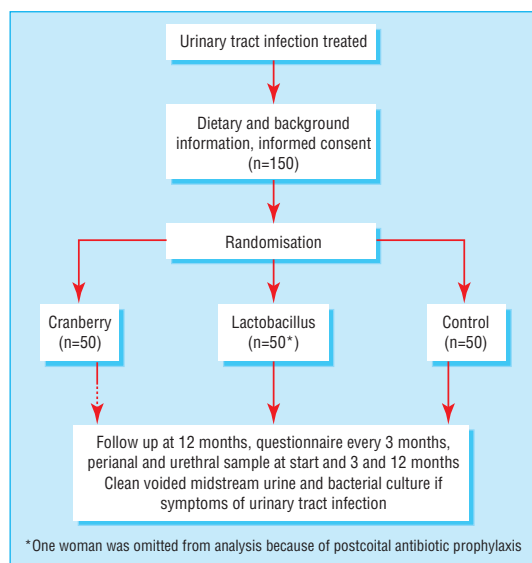 Urinary tract infection treated
Dietary and background
information, informed consent
(n=150)
Randomisation
Cranberry
(n=50)
Lactobacillus
(n=50*)
Control
(n=50)
Follow up at 12 months, questionnaire every 3 months,
perianal and urethral sample at start and 3 and 12 months
Clean voided midstream urine and bacterial culture if
symptoms of urinary tract infection
*One woman was omitted from analysis because of postcoital antibiotic prophylaxis